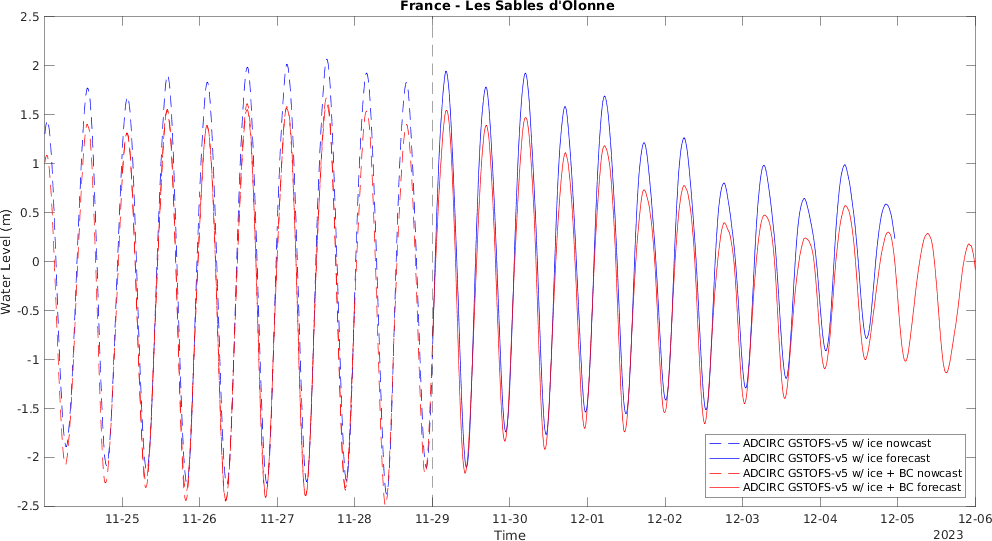 France - Les Sables d'Olonne
2.5
2
1.5
1
0.5
0
-0.5
-1
-1.5
-2
-2.5
Water Level (m)
11-25 11-26 11-27 11-28 11-29 11-30 12-01 12-02 12-03 12-04 12-05 12-06
Time
2023
ADCIRC GSTOFS-v5 w/ ice nowcast
ADCIRC GSTOFS-v5 w/ ice forecast
ADCIRC GSTOFS-v5 w/ ice + BC nowcast
ADCIRC GSTOFS-v5 w/ ice + BC forecast